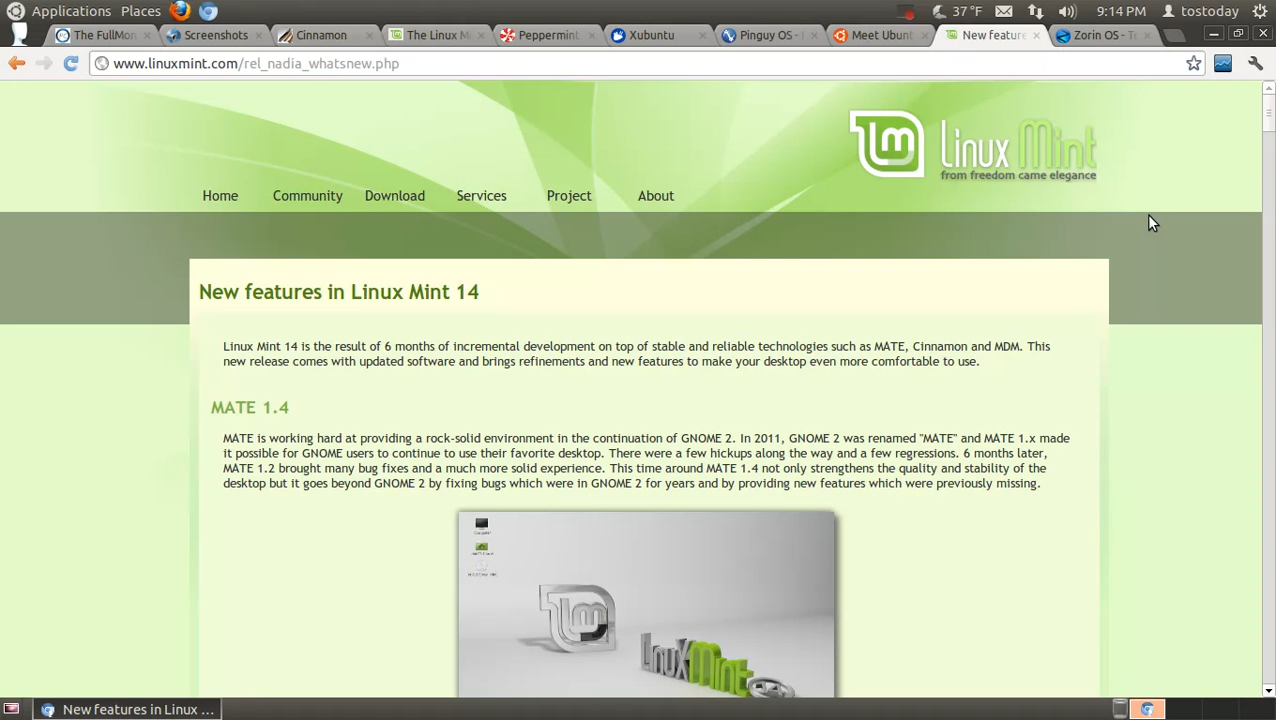 Applications Places 37 °F 9:14 PM tostoday
The FullMon Screenshots Cinnamon The Linux Mi Peppermint Xubuntu Pinguy OS - Meet Ubunt New feature Zorin OS - Te
www.linuxmint.com/rel_nadia_whatsnew.php
Linux Mint
from freedom came elegance
Home Community Download Services Project About
New features in Linux Mint 14
Linux Mint 14 is the result of 6 months of incremental development on top of stable and reliable technologies such as MATE, Cinnamon and MDM. This
new release comes with updated software and brings refinements and new features to make your desktop even more comfortable to use.
MATE 1.4
MATE is working hard at providing a rock-solid environment in the continuation of GNOME 2. In 2011, GNOME 2 was renamed "MATE" and MATE 1.x made
it possible for GNOME users to continue to use their favorite desktop. There were a few hickups along the way and a few regressions. 6 months later,
MATE 1.2 brought many bug fixes and a much more solid experience. This time around MATE 1.4 not only strengthens the quality and stability of the
desktop but it goes beyond GNOME 2 by fixing bugs which were in GNOME 2 for years and by providing new features which were previously missing.
Computer
LinuxMint
New features in Linux ...